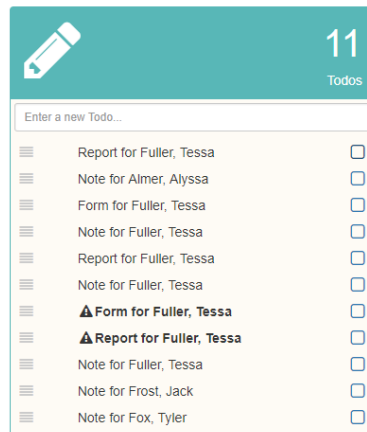 11
Todos
Enter a new Todo...
Report for Fuller, Tessa
Note for Almer, Alyssa
Form for Fuller, Tessa
Note for Fuller, Tessa
Report for Fuller, Tessa
Note for Fuller, Tessa
Form for Fuller, Tessa
Report for Fuller, Tessa
Note for Fuller, Tessa
Note for Frost, Jack
Note for Fox, Tyler